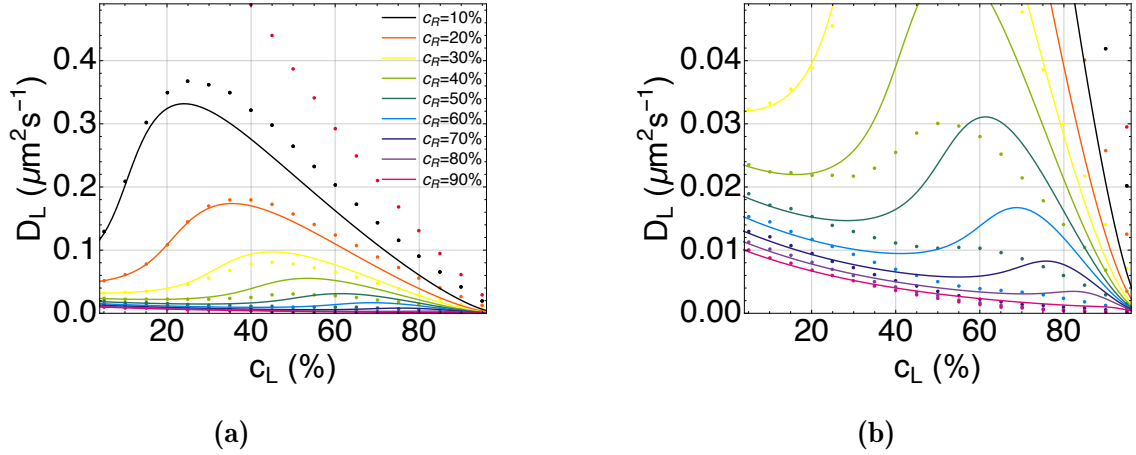 c_R=10%
c_R=20%
c_R=30%
c_R=40%
c_R=50%
c_R=60%
c_R=70%
c_R=80%
c_R=90%
D_L (μm²s⁻¹)
0.4
0.3
0.2
0.1
0.0
20 40 60 80
c_L (%)
(a)
D_L (μm²s⁻¹)
0.04
0.03
0.02
0.01
0.00
20 40 60 80
c_L (%)
(b)